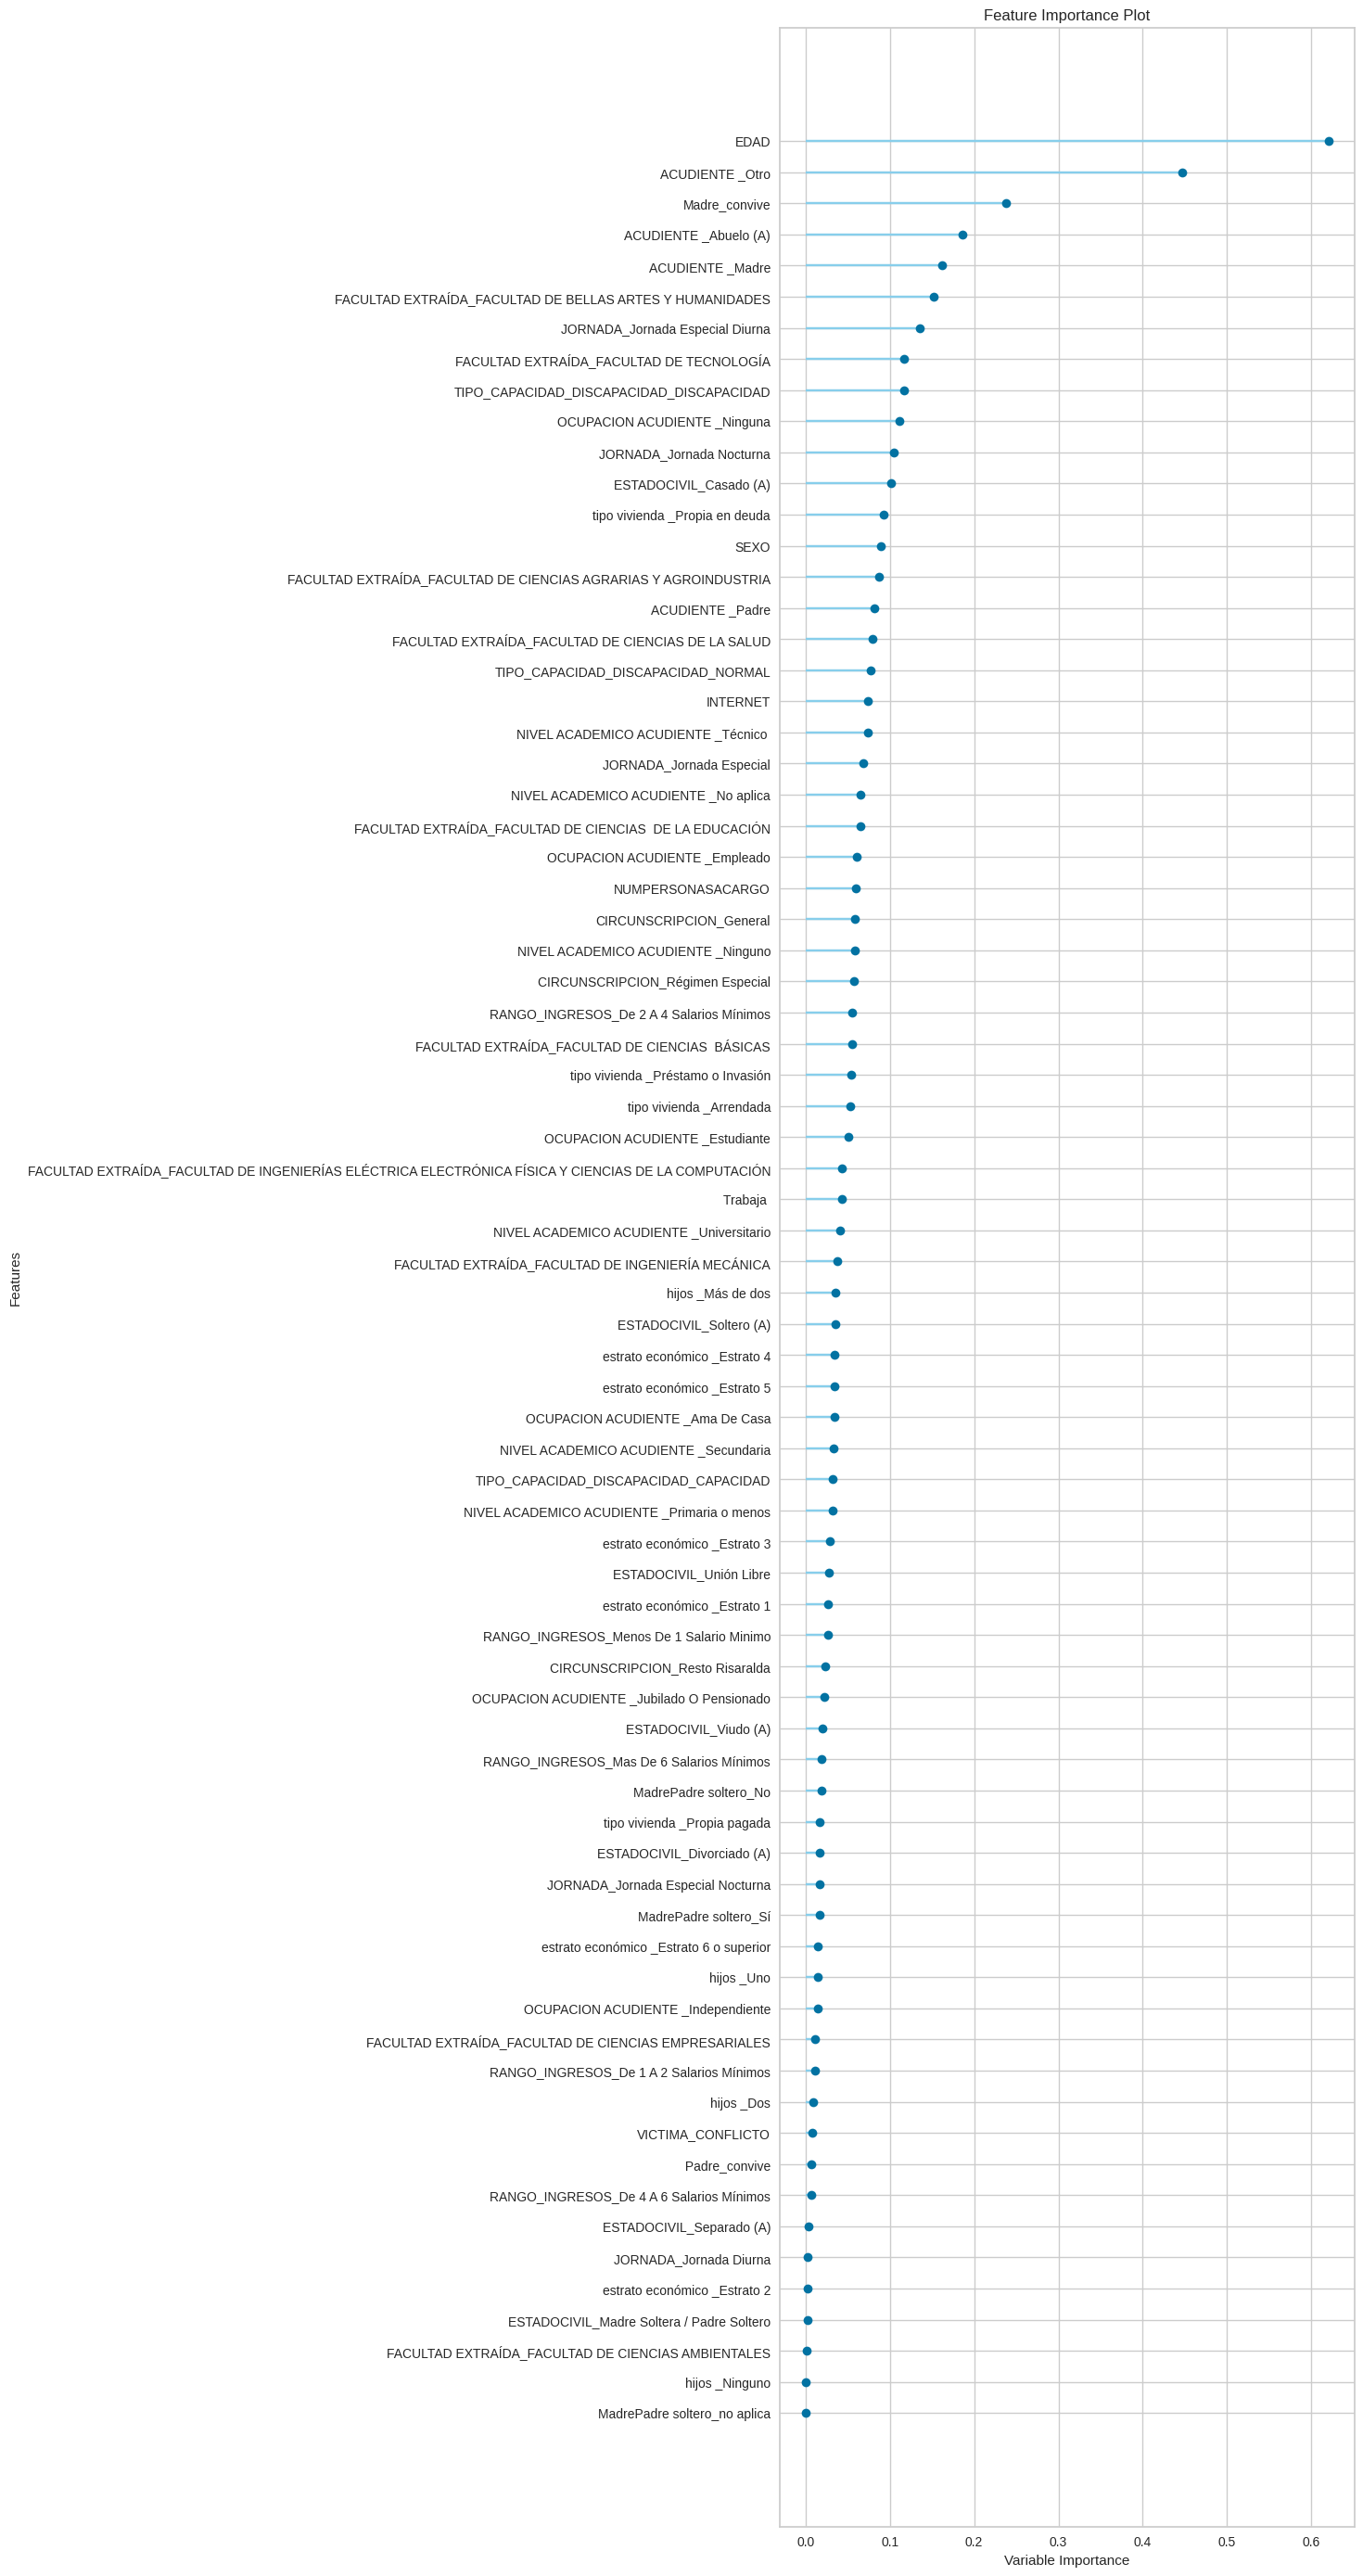 Feature Importance Plot
EDAD
ACUDIENTE _Otro
Madre_convive
ACUDIENTE _Abuelo (A)
ACUDIENTE _Madre
FACULTAD EXTRAÍDA_FACULTAD DE BELLAS ARTES Y HUMANIDADES
JORNADA_Jornada Especial Diurna
FACULTAD EXTRAÍDA_FACULTAD DE TECNOLOGÍA
TIPO_CAPACIDAD_DISCAPACIDAD_DISCAPACIDAD
OCUPACION ACUDIENTE _Ninguna
JORNADA_Jornada Nocturna
ESTADOCIVIL_Casado (A)
tipo vivienda _Propia en deuda
SEXO
FACULTAD EXTRAÍDA_FACULTAD DE CIENCIAS AGRARIAS Y AGROINDUSTRIA
ACUDIENTE _Padre
FACULTAD EXTRAÍDA_FACULTAD DE CIENCIAS DE LA SALUD
TIPO_CAPACIDAD_DISCAPACIDAD_NORMAL
INTERNET
NIVEL ACADEMICO ACUDIENTE _Técnico
JORNADA_Jornada Especial
NIVEL ACADEMICO ACUDIENTE _No aplica
FACULTAD EXTRAÍDA_FACULTAD DE CIENCIAS  DE LA EDUCACIÓN
OCUPACION ACUDIENTE _Empleado
NUMPERSONASACARGO
CIRCUNSCRIPCION_General
NIVEL ACADEMICO ACUDIENTE _Ninguno
CIRCUNSCRIPCION_Régimen Especial
RANGO_INGRESOS_De 2 A 4 Salarios Mínimos
FACULTAD EXTRAÍDA_FACULTAD DE CIENCIAS  BÁSICAS
tipo vivienda _Préstamo o Invasión
tipo vivienda _Arrendada
OCUPACION ACUDIENTE _Estudiante
FACULTAD EXTRAÍDA_FACULTAD DE INGENIERÍAS ELÉCTRICA ELECTRÓNICA FÍSICA Y CIENCIAS DE LA COMPUTACIÓN
Trabaja
NIVEL ACADEMICO ACUDIENTE _Universitario
FACULTAD EXTRAÍDA_FACULTAD DE INGENIERÍA MECÁNICA
hijos _Más de dos
ESTADOCIVIL_Soltero (A)
estrato económico _Estrato 4
estrato económico _Estrato 5
OCUPACION ACUDIENTE _Ama De Casa
NIVEL ACADEMICO ACUDIENTE _Secundaria
TIPO_CAPACIDAD_DISCAPACIDAD_CAPACIDAD
NIVEL ACADEMICO ACUDIENTE _Primaria o menos
estrato económico _Estrato 3
ESTADOCIVIL_Unión Libre
estrato económico _Estrato 1
RANGO_INGRESOS_Menos De 1 Salario Minimo
CIRCUNSCRIPCION_Resto Risaralda
OCUPACION ACUDIENTE _Jubilado O Pensionado
ESTADOCIVIL_Viudo (A)
RANGO_INGRESOS_Mas De 6 Salarios Mínimos
MadrePadre soltero_No
tipo vivienda _Propia pagada
ESTADOCIVIL_Divorciado (A)
JORNADA_Jornada Especial Nocturna
MadrePadre soltero_Sí
estrato económico _Estrato 6 o superior
hijos _Uno
OCUPACION ACUDIENTE _Independiente
FACULTAD EXTRAÍDA_FACULTAD DE CIENCIAS EMPRESARIALES
RANGO_INGRESOS_De 1 A 2 Salarios Mínimos
hijos _Dos
VICTIMA_CONFLICTO
Padre_convive
RANGO_INGRESOS_De 4 A 6 Salarios Mínimos
ESTADOCIVIL_Separado (A)
JORNADA_Jornada Diurna
estrato económico _Estrato 2
ESTADOCIVIL_Madre Soltera / Padre Soltero
FACULTAD EXTRAÍDA_FACULTAD DE CIENCIAS AMBIENTALES
hijos _Ninguno
MadrePadre soltero_no aplica
Features
0.0 0.1 0.2 0.3 0.4 0.5 0.6
Variable Importance